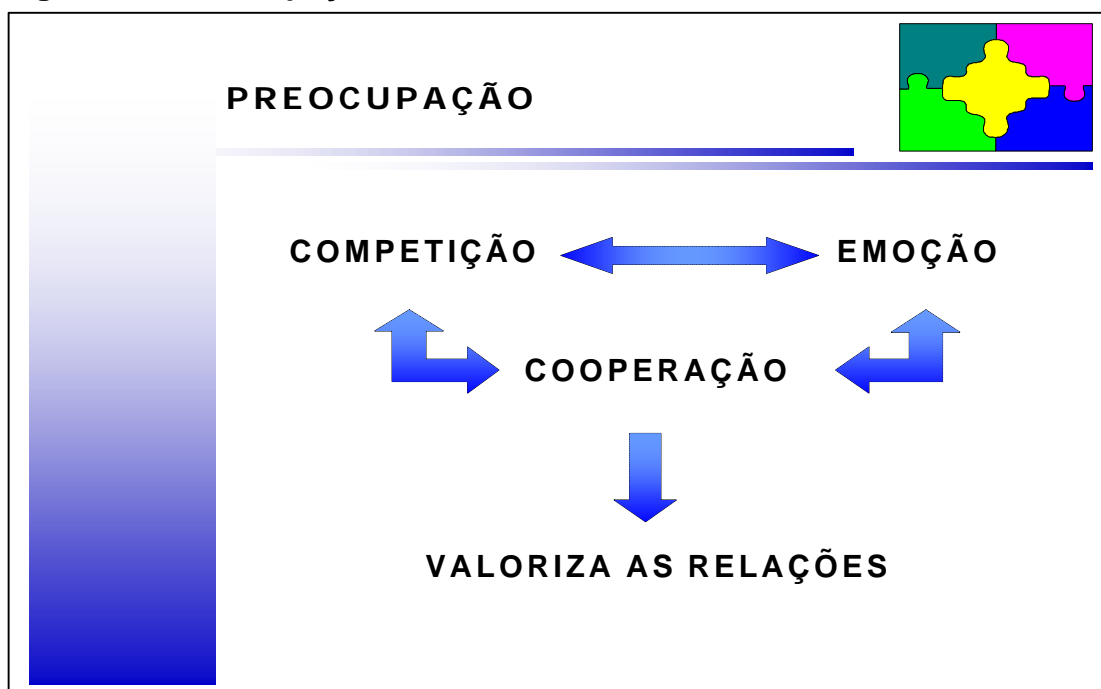 PREOCUPAÇÃO
COMPETIÇÃO EMOÇÃO
COOPERAÇÃO
VALORIZA AS RELAÇÕES